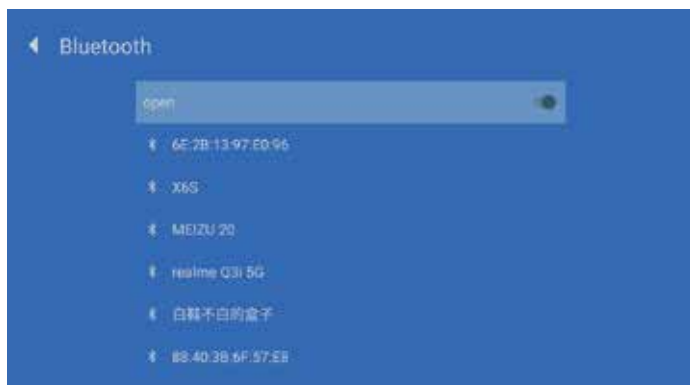 Bluetooth
open
6E:2B:13:97:E0:96
X6S
MEIZU 20
realme Q3i 5G
白鞋不白的盒子
88:40:3B:6F:57:E8